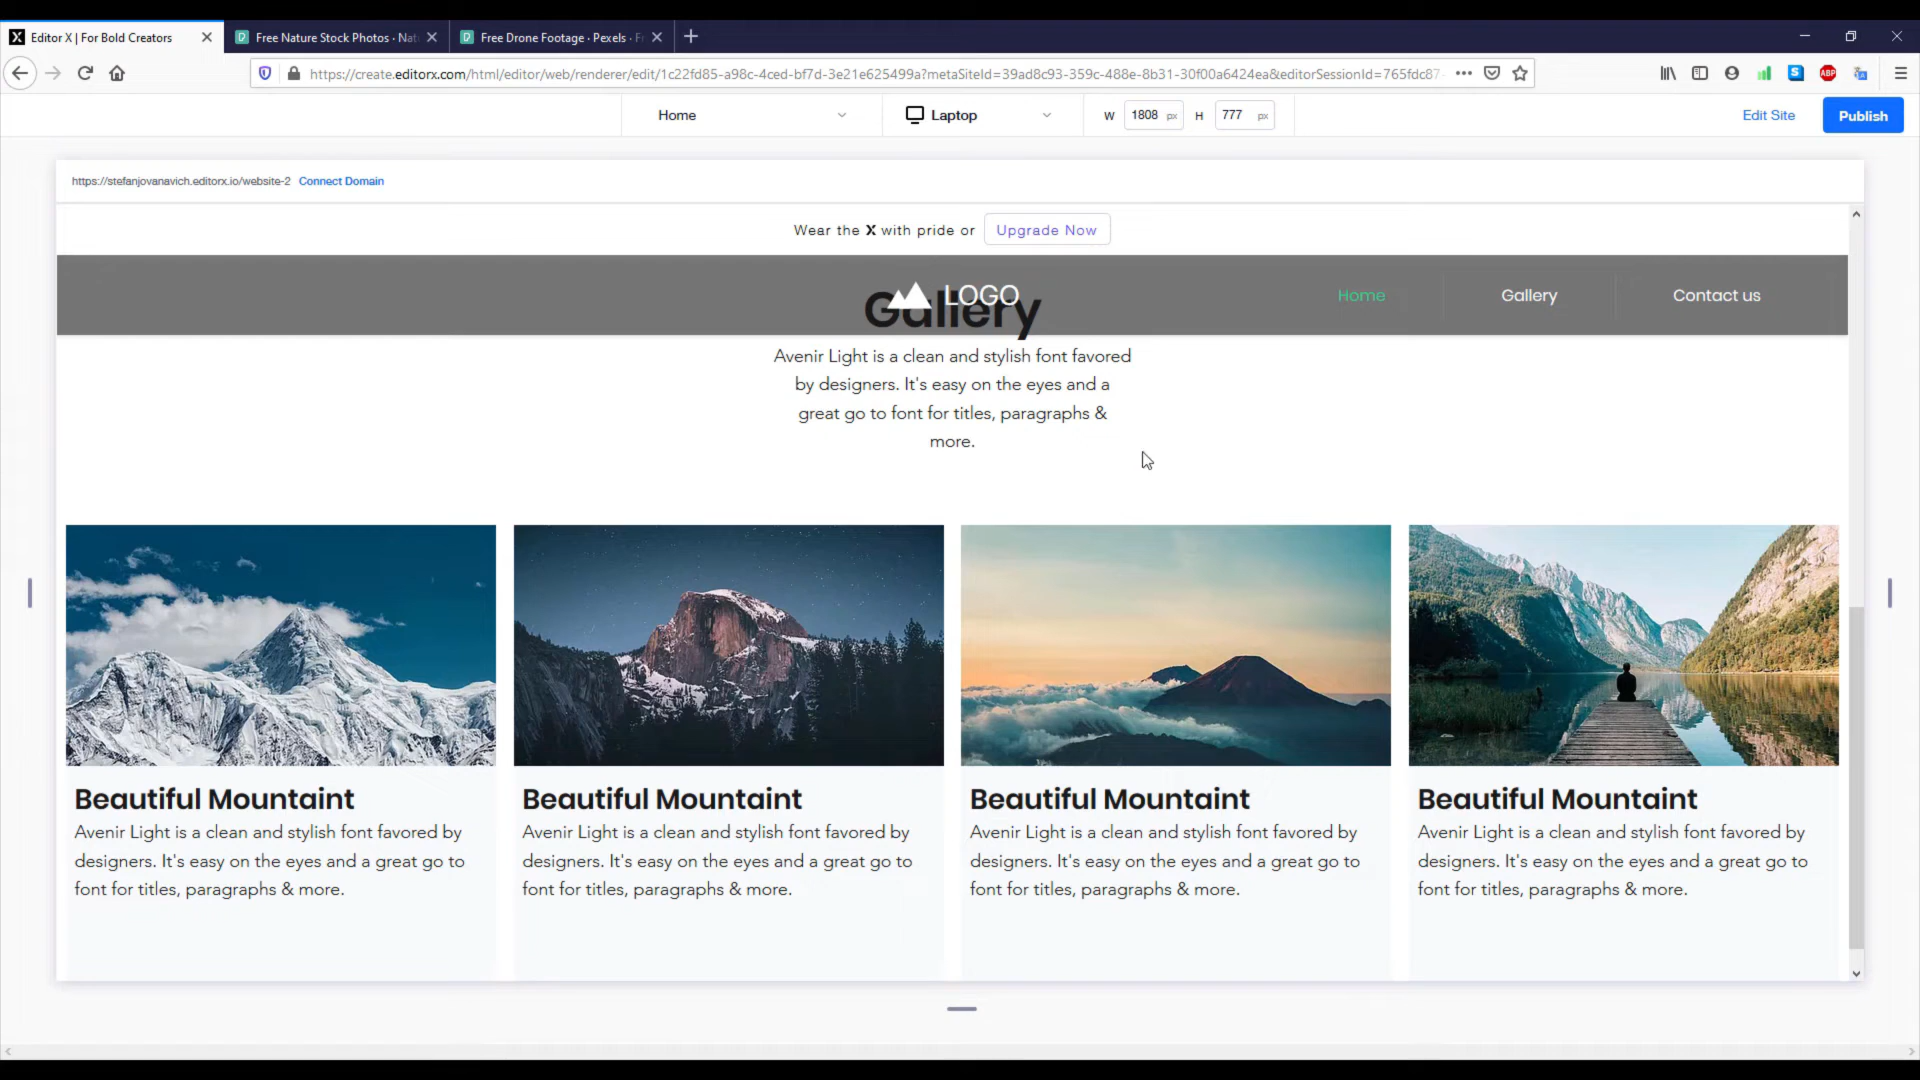 Editor X | For Bold Creators
Free Nature Stock Photos · Nat
Free Drone Footage · Pexels · F
https://create.editorx.com/html/editor/web/renderer/edit/1c22fd85-a98c-4ced-bf7d-3e21e625499a?metaSiteId=39ad8c93-359c-488e-8b31-30f00a6424ea&editorSessionId=765fdc87
ABP
Home
Laptop
W 1808 px H 777 px
Edit Site
Publish
https://stefanjovanavich.editorx.io/website-2 Connect Domain
Wear the X with pride or Upgrade Now
LOGO
Home
Gallery
Contact us
Gallery
Avenir Light is a clean and stylish font favored
by designers. It's easy on the eyes and a
great go to font for titles, paragraphs &
more.
Beautiful Mountaint
Avenir Light is a clean and stylish font favored by
designers. It's easy on the eyes and a great go to
font for titles, paragraphs & more.
Beautiful Mountaint
Avenir Light is a clean and stylish font favored by
designers. It's easy on the eyes and a great go to
font for titles, paragraphs & more.
Beautiful Mountaint
Avenir Light is a clean and stylish font favored by
designers. It's easy on the eyes and a great go to
font for titles, paragraphs & more.
Beautiful Mountaint
Avenir Light is a clean and stylish font favored by
designers. It's easy on the eyes and a great go to
font for titles, paragraphs & more.